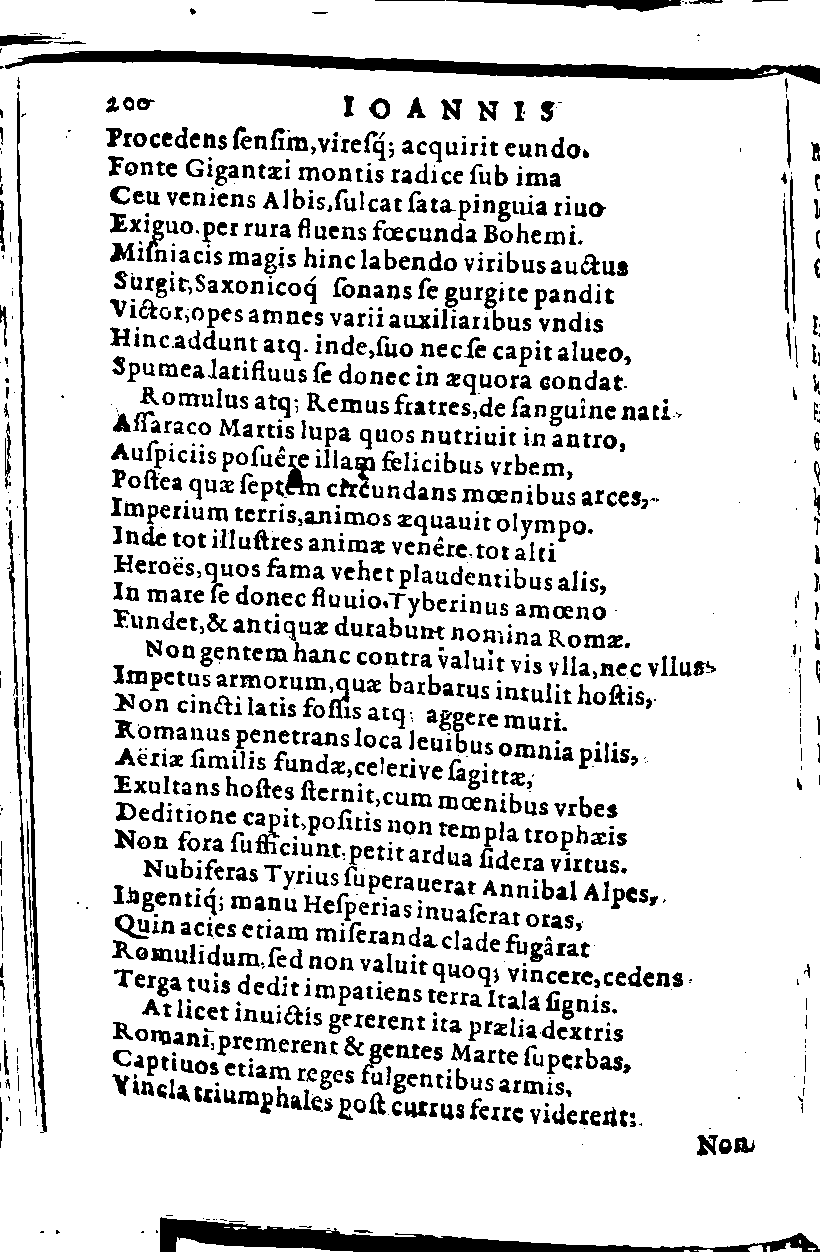 200 IOANNIS
Procedens ſenſim,vireſq́; acquirit eundo.
Fonte Gigantæi montis radice ſub ima
Ceu veniens Albis,ſulcat ſata pinguia riuo
Exiguo.per rura fluens fœcunda Bohemi.
Miſniacis magis hinc labendo viribus auctus
Surgit,Saxonicoq́ ſonans ſe gurgite pandit
Victor,opes amnes varii auxiliaribus vndis
Hinc addunt atq. inde,ſuo nec ſe capit alueo,
Spumea latifluus ſe donec in æquora condat.
Romulus atq; Remus fratres,de ſanguine nati
Aſſaraco Martis lupa quos nutriuit in antro,
Auſpiciis poſuêre illam felicibus vrbem,
Poſtea quæ ſeptem circundans mœnibus arces,
Imperium terris,animos æquauit olympo.
Inde tot illuſtres animæ venêre.tot alti
Heroës,quos fama vehet plaudentibus alis,
In mare ſe donec fluuio.Tyberinus amœno
Fundet,& antiquæ durabunt nomina Romæ.
Non gentem hanc contra valuit vis vlla,nec vllus
Impetus armorum,quæ barbarus intulit hoſtis,
Non cincti latis foſſis atq; aggere muri.
Romanus penetrans loca leuibus omnia pilis,
Aëriæ ſimilis fundæ,celerive ſagittæ,
Exultans hoſtes ſternit,cum mœnibus vrbes
Deditione capit,poſitis non templa trophæis
Non fora ſufficiunt,petit ardua ſidera virtus.
Nubiferas Tyrius ſuperauerat Annibal Alpes,
Ingentiq́; manu Heſperias inuaſerat oras,
Quin acies etiam miſeranda clade fugârat
Romulidum,ſed non valuit quoq; vincere,cedens
Terga tuis dedit impatiens terra Itala ſignis.
At licet inuictis gererent ita prælia dextris
Romani,premerent & gentes Marte ſuperbas,
Captiuos etiam reges fulgentibus armis,
Vincla triumphales poſt currus ferre viderent:
Non